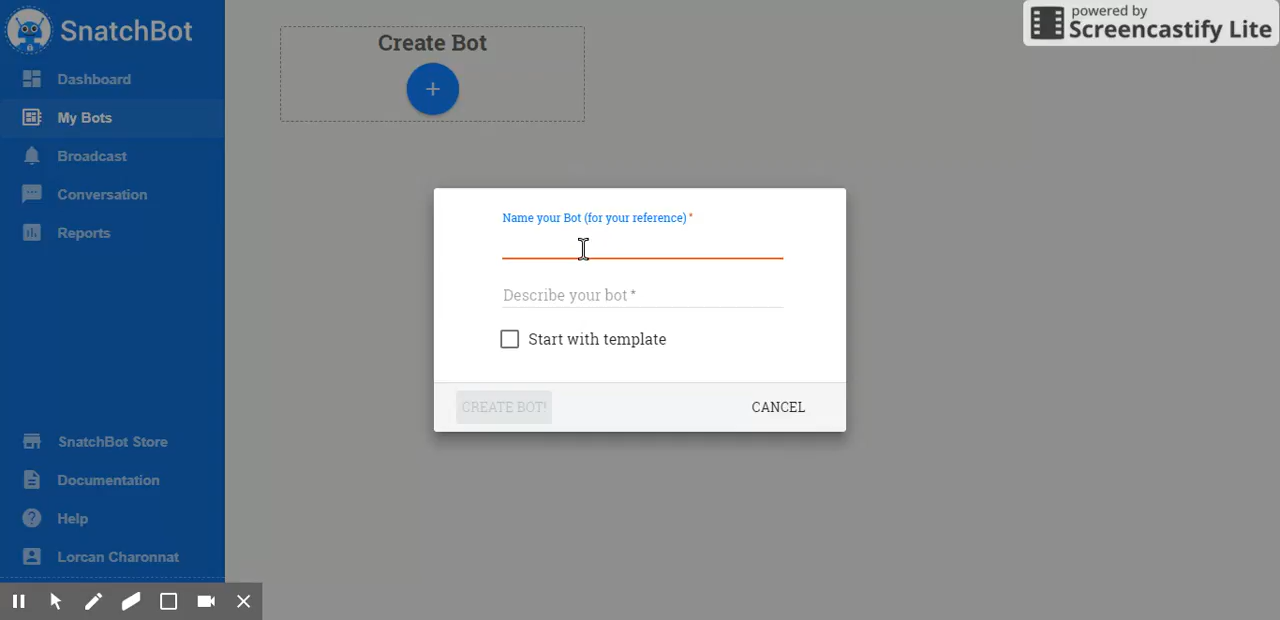 SnatchBot
Dashboard
My Bots
Broadcast
Conversation
Reports
SnatchBot Store
Documentation
Help
Lorcan Charonnat
Create Bot
+
powered by
Screencastify Lite
Name your Bot (for your reference) *
Describe your bot *
Start with template
CREATE BOT!
CANCEL